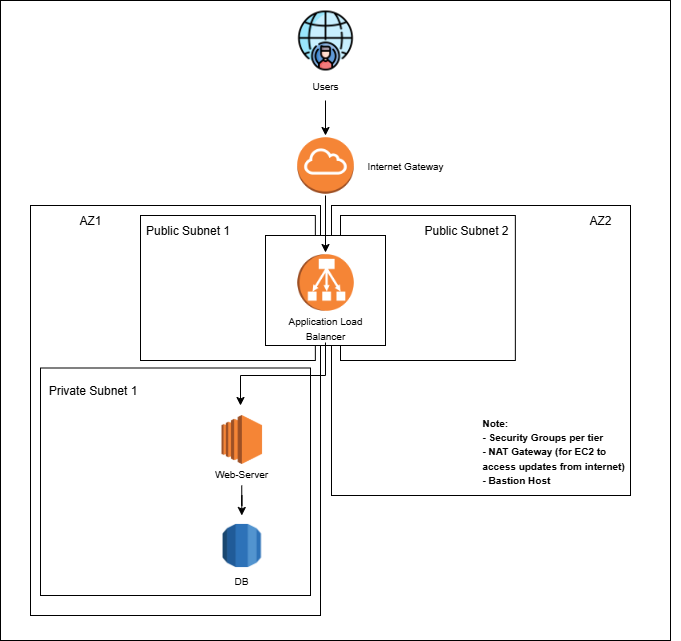 Users
Internet Gateway
AZ1
AZ2
Public Subnet 1
Public Subnet 2
Application Load
Balancer
Private Subnet 1
Web-Server
DB
Note:
- Security Groups per tier
- NAT Gateway (for EC2 to
access updates from internet)
- Bastion Host